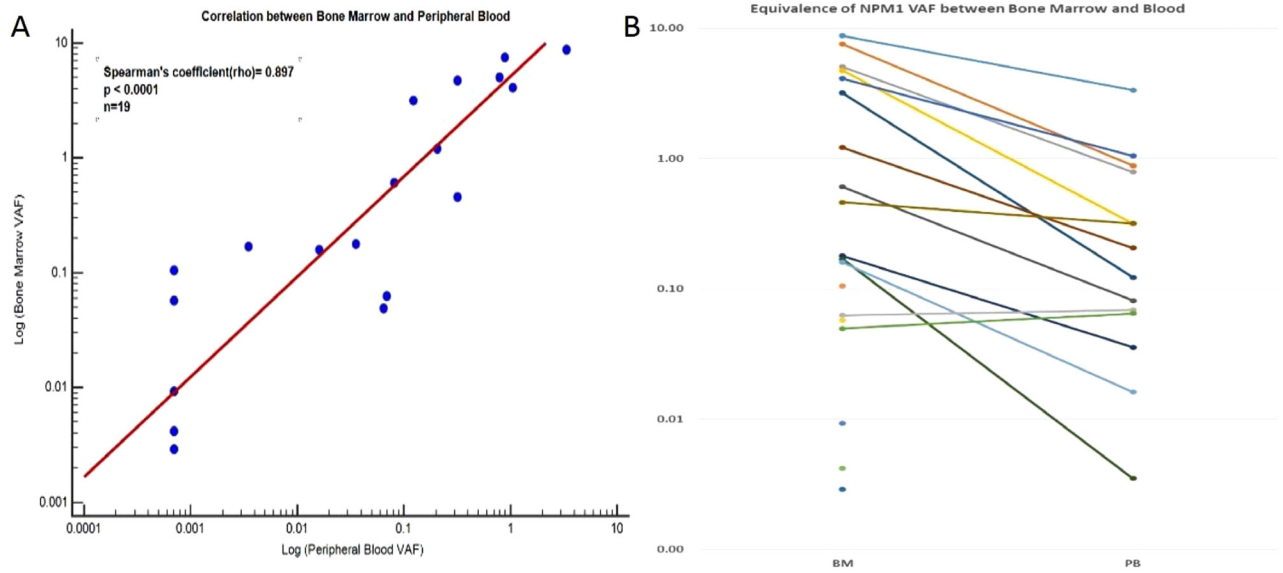 A
Correlation between Bone Marrow and Peripheral Blood
Spearman's coefficient(rho)= 0.897
p < 0.0001
n=19
10
1
0.1
0.01
0.001
Log (Bone Marrow VAF)
0.0001
0.001
0.01
0.1
1
10
Log (Peripheral Blood VAF)
B
Equivalence of NPM1 VAF between Bone Marrow and Blood
10.00
1.00
0.10
0.01
0.00
BM
PB